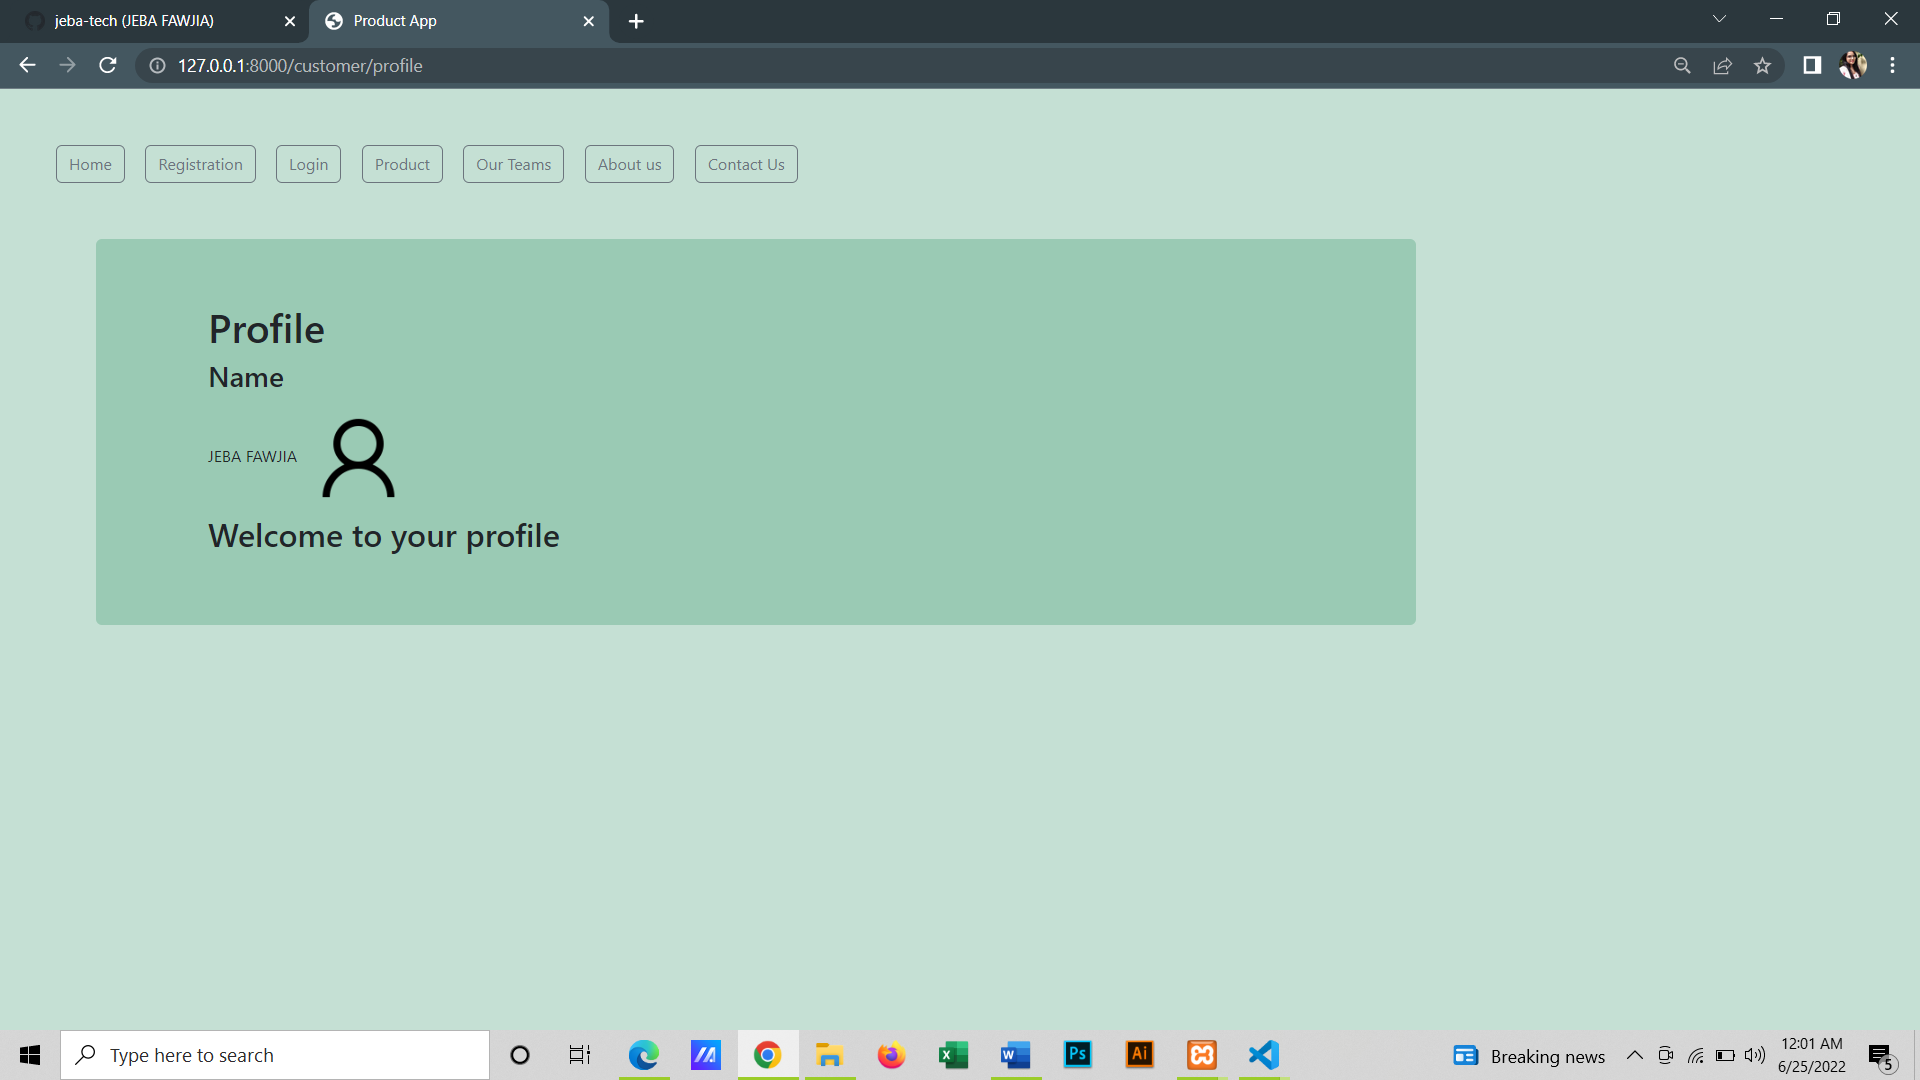 jeba-tech (JEBA FAWJIA)
Product App
127.0.0.1:8000/customer/profile
Home Registration Login Product Our Teams About us Contact Us
Profile
Name
JEBA FAWJIA
Welcome to your profile
Type here to search
X
W
Ps
Ai
Breaking news
12:01 AM
6/25/2022
5